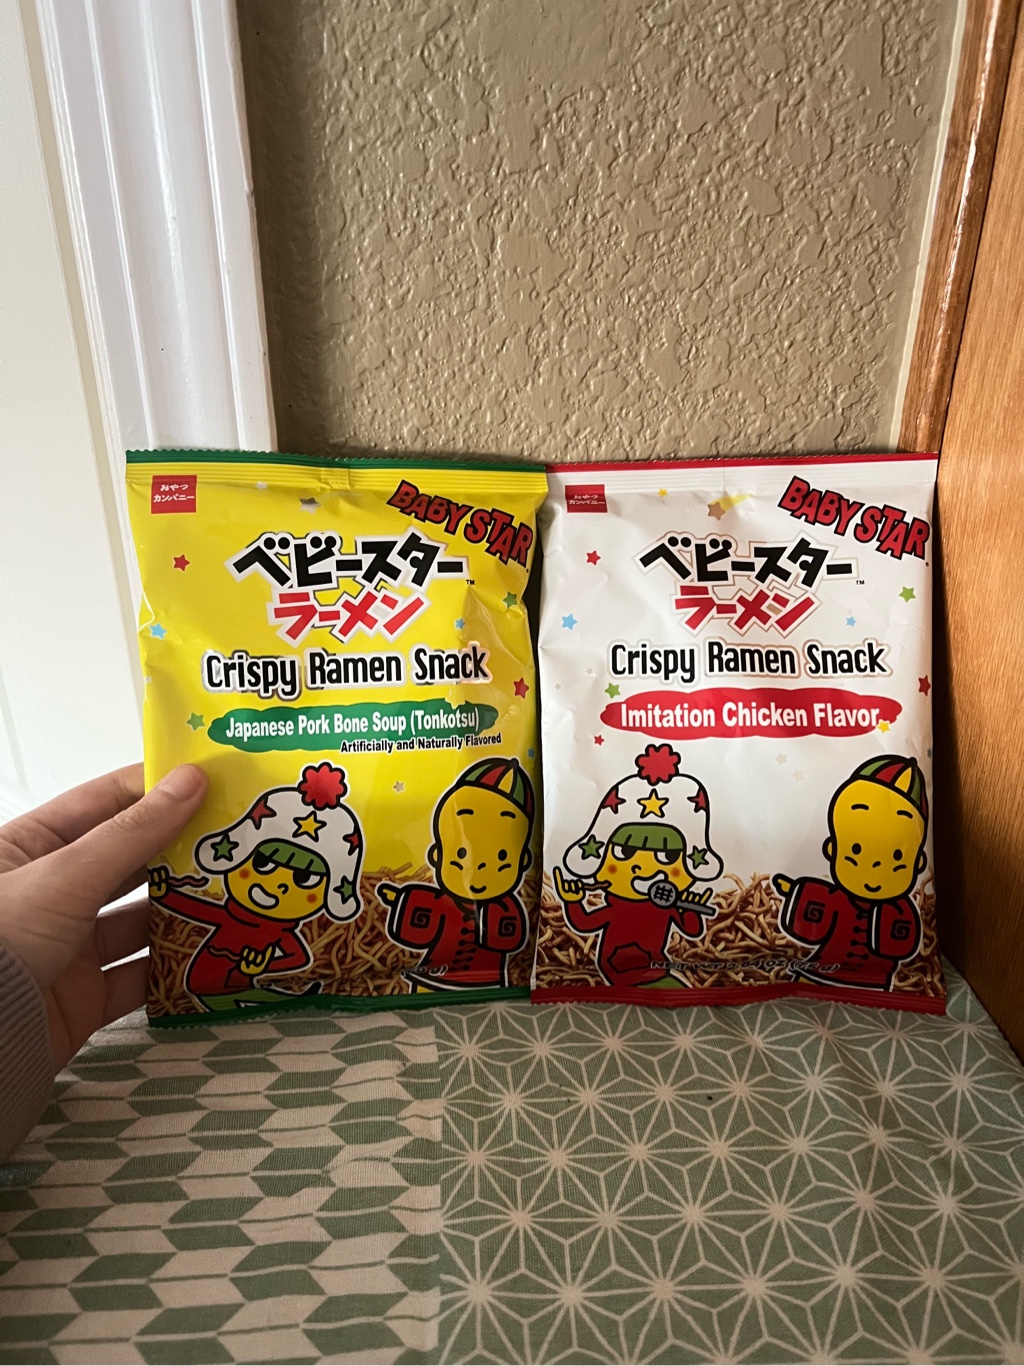 おやつ
カンパニー
BABY STAR
ベビースター
TM
ラーメン
Crispy Ramen Snack
Japanese Pork Bone Soup (Tonkotsu)
Artificially and Naturally Flavored
おやつ
カンパニー
BABY STAR
ベビースター
TM
ラーメン
Crispy Ramen Snack
Imitation Chicken Flavor